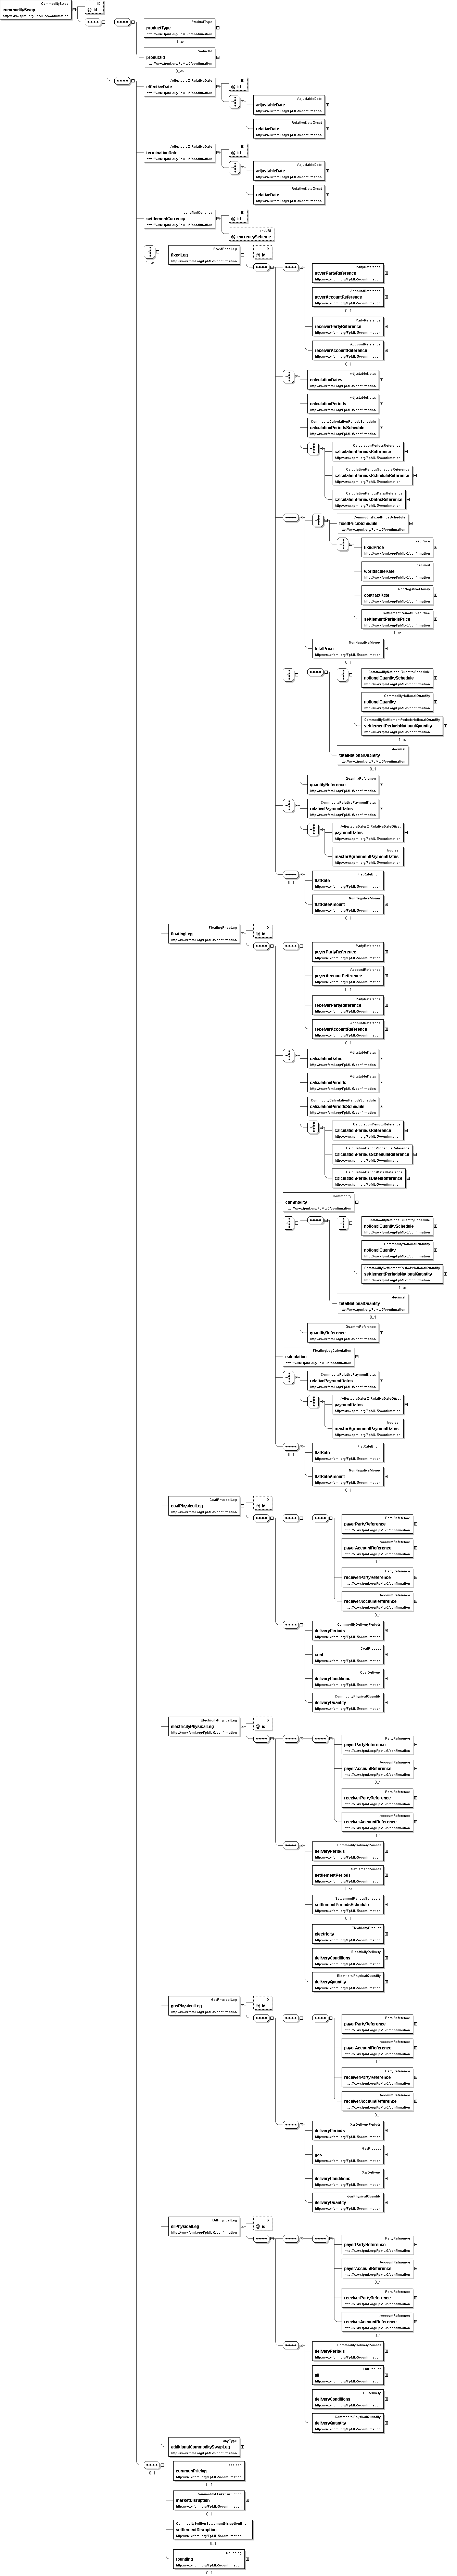 CommoditySwap
commoditySwap
http://www.fpml.org/FpML-5/confirmation
ID
@ id
ProductType
productType
http://www.fpml.org/FpML-5/confirmation
0..∞
ProductId
productId
http://www.fpml.org/FpML-5/confirmation
0..∞
AdjustableOrRelativeDate
effectiveDate
http://www.fpml.org/FpML-5/confirmation
ID
@ id
AdjustableDate
adjustableDate
http://www.fpml.org/FpML-5/confirmation
RelativeDateOffset
relativeDate
http://www.fpml.org/FpML-5/confirmation
AdjustableOrRelativeDate
terminationDate
http://www.fpml.org/FpML-5/confirmation
ID
@ id
AdjustableDate
adjustableDate
http://www.fpml.org/FpML-5/confirmation
RelativeDateOffset
relativeDate
http://www.fpml.org/FpML-5/confirmation
IdentifiedCurrency
settlementCurrency
http://www.fpml.org/FpML-5/confirmation
ID
@ id
anyURI
@ currencyScheme
1..∞
FixedPriceLeg
fixedLeg
http://www.fpml.org/FpML-5/confirmation
ID
@ id
PartyReference
payerPartyReference
http://www.fpml.org/FpML-5/confirmation
AccountReference
payerAccountReference
http://www.fpml.org/FpML-5/confirmation
0..1
PartyReference
receiverPartyReference
http://www.fpml.org/FpML-5/confirmation
AccountReference
receiverAccountReference
http://www.fpml.org/FpML-5/confirmation
0..1
AdjustableDates
calculationDates
http://www.fpml.org/FpML-5/confirmation
AdjustableDates
calculationPeriods
http://www.fpml.org/FpML-5/confirmation
CommodityCalculationPeriodsSchedule
calculationPeriodsSchedule
http://www.fpml.org/FpML-5/confirmation
CalculationPeriodsReference
calculationPeriodsReference
http://www.fpml.org/FpML-5/confirmation
CalculationPeriodsScheduleReference
calculationPeriodsScheduleReference
http://www.fpml.org/FpML-5/confirmation
CalculationPeriodsDatesReference
calculationPeriodsDatesReference
http://www.fpml.org/FpML-5/confirmation
CommodityFixedPriceSchedule
fixedPriceSchedule
http://www.fpml.org/FpML-5/confirmation
FixedPrice
fixedPrice
http://www.fpml.org/FpML-5/confirmation
decimal
worldscaleRate
http://www.fpml.org/FpML-5/confirmation
NonNegativeMoney
contractRate
http://www.fpml.org/FpML-5/confirmation
SettlementPeriodsFixedPrice
settlementPeriodsPrice
http://www.fpml.org/FpML-5/confirmation
1..∞
NonNegativeMoney
totalPrice
http://www.fpml.org/FpML-5/confirmation
0..1
CommodityNotionalQuantitySchedule
notionalQuantitySchedule
http://www.fpml.org/FpML-5/confirmation
CommodityNotionalQuantity
notionalQuantity
http://www.fpml.org/FpML-5/confirmation
CommoditySettlementPeriodsNotionalQuantity
settlementPeriodsNotionalQuantity
http://www.fpml.org/FpML-5/confirmation
1..∞
decimal
totalNotionalQuantity
http://www.fpml.org/FpML-5/confirmation
0..1
QuantityReference
quantityReference
http://www.fpml.org/FpML-5/confirmation
CommodityRelativePaymentDates
relativePaymentDates
http://www.fpml.org/FpML-5/confirmation
AdjustableDatesOrRelativeDateOffset
paymentDates
http://www.fpml.org/FpML-5/confirmation
boolean
masterAgreementPaymentDates
http://www.fpml.org/FpML-5/confirmation
0..1
FlatRateEnum
flatRate
http://www.fpml.org/FpML-5/confirmation
NonNegativeMoney
flatRateAmount
http://www.fpml.org/FpML-5/confirmation
0..1
FloatingPriceLeg
floatingLeg
http://www.fpml.org/FpML-5/confirmation
ID
@ id
PartyReference
payerPartyReference
http://www.fpml.org/FpML-5/confirmation
AccountReference
payerAccountReference
http://www.fpml.org/FpML-5/confirmation
0..1
PartyReference
receiverPartyReference
http://www.fpml.org/FpML-5/confirmation
AccountReference
receiverAccountReference
http://www.fpml.org/FpML-5/confirmation
0..1
AdjustableDates
calculationDates
http://www.fpml.org/FpML-5/confirmation
AdjustableDates
calculationPeriods
http://www.fpml.org/FpML-5/confirmation
CommodityCalculationPeriodsSchedule
calculationPeriodsSchedule
http://www.fpml.org/FpML-5/confirmation
CalculationPeriodsReference
calculationPeriodsReference
http://www.fpml.org/FpML-5/confirmation
CalculationPeriodsScheduleReference
calculationPeriodsScheduleReference
http://www.fpml.org/FpML-5/confirmation
CalculationPeriodsDatesReference
calculationPeriodsDatesReference
http://www.fpml.org/FpML-5/confirmation
Commodity
commodity
http://www.fpml.org/FpML-5/confirmation
CommodityNotionalQuantitySchedule
notionalQuantitySchedule
http://www.fpml.org/FpML-5/confirmation
CommodityNotionalQuantity
notionalQuantity
http://www.fpml.org/FpML-5/confirmation
CommoditySettlementPeriodsNotionalQuantity
settlementPeriodsNotionalQuantity
http://www.fpml.org/FpML-5/confirmation
1..∞
decimal
totalNotionalQuantity
http://www.fpml.org/FpML-5/confirmation
0..1
QuantityReference
quantityReference
http://www.fpml.org/FpML-5/confirmation
FloatingLegCalculation
calculation
http://www.fpml.org/FpML-5/confirmation
CommodityRelativePaymentDates
relativePaymentDates
http://www.fpml.org/FpML-5/confirmation
AdjustableDatesOrRelativeDateOffset
paymentDates
http://www.fpml.org/FpML-5/confirmation
boolean
masterAgreementPaymentDates
http://www.fpml.org/FpML-5/confirmation
0..1
FlatRateEnum
flatRate
http://www.fpml.org/FpML-5/confirmation
NonNegativeMoney
flatRateAmount
http://www.fpml.org/FpML-5/confirmation
0..1
CoalPhysicalLeg
coalPhysicalLeg
http://www.fpml.org/FpML-5/confirmation
ID
@ id
PartyReference
payerPartyReference
http://www.fpml.org/FpML-5/confirmation
AccountReference
payerAccountReference
http://www.fpml.org/FpML-5/confirmation
0..1
PartyReference
receiverPartyReference
http://www.fpml.org/FpML-5/confirmation
AccountReference
receiverAccountReference
http://www.fpml.org/FpML-5/confirmation
0..1
CommodityDeliveryPeriods
deliveryPeriods
http://www.fpml.org/FpML-5/confirmation
CoalProduct
coal
http://www.fpml.org/FpML-5/confirmation
CoalDelivery
deliveryConditions
http://www.fpml.org/FpML-5/confirmation
CommodityPhysicalQuantity
deliveryQuantity
http://www.fpml.org/FpML-5/confirmation
ElectricityPhysicalLeg
electricityPhysicalLeg
http://www.fpml.org/FpML-5/confirmation
ID
@ id
PartyReference
payerPartyReference
http://www.fpml.org/FpML-5/confirmation
AccountReference
payerAccountReference
http://www.fpml.org/FpML-5/confirmation
0..1
PartyReference
receiverPartyReference
http://www.fpml.org/FpML-5/confirmation
AccountReference
receiverAccountReference
http://www.fpml.org/FpML-5/confirmation
0..1
CommodityDeliveryPeriods
deliveryPeriods
http://www.fpml.org/FpML-5/confirmation
SettlementPeriods
settlementPeriods
http://www.fpml.org/FpML-5/confirmation
1..∞
SettlementPeriodsSchedule
settlementPeriodsSchedule
http://www.fpml.org/FpML-5/confirmation
0..1
ElectricityProduct
electricity
http://www.fpml.org/FpML-5/confirmation
ElectricityDelivery
deliveryConditions
http://www.fpml.org/FpML-5/confirmation
ElectricityPhysicalQuantity
deliveryQuantity
http://www.fpml.org/FpML-5/confirmation
GasPhysicalLeg
gasPhysicalLeg
http://www.fpml.org/FpML-5/confirmation
ID
@ id
PartyReference
payerPartyReference
http://www.fpml.org/FpML-5/confirmation
AccountReference
payerAccountReference
http://www.fpml.org/FpML-5/confirmation
0..1
PartyReference
receiverPartyReference
http://www.fpml.org/FpML-5/confirmation
AccountReference
receiverAccountReference
http://www.fpml.org/FpML-5/confirmation
0..1
GasDeliveryPeriods
deliveryPeriods
http://www.fpml.org/FpML-5/confirmation
GasProduct
gas
http://www.fpml.org/FpML-5/confirmation
GasDelivery
deliveryConditions
http://www.fpml.org/FpML-5/confirmation
GasPhysicalQuantity
deliveryQuantity
http://www.fpml.org/FpML-5/confirmation
OilPhysicalLeg
oilPhysicalLeg
http://www.fpml.org/FpML-5/confirmation
ID
@ id
PartyReference
payerPartyReference
http://www.fpml.org/FpML-5/confirmation
AccountReference
payerAccountReference
http://www.fpml.org/FpML-5/confirmation
0..1
PartyReference
receiverPartyReference
http://www.fpml.org/FpML-5/confirmation
AccountReference
receiverAccountReference
http://www.fpml.org/FpML-5/confirmation
0..1
CommodityDeliveryPeriods
deliveryPeriods
http://www.fpml.org/FpML-5/confirmation
OilProduct
oil
http://www.fpml.org/FpML-5/confirmation
OilDelivery
deliveryConditions
http://www.fpml.org/FpML-5/confirmation
CommodityPhysicalQuantity
deliveryQuantity
http://www.fpml.org/FpML-5/confirmation
anyType
additionalCommoditySwapLeg
http://www.fpml.org/FpML-5/confirmation
0..1
boolean
commonPricing
http://www.fpml.org/FpML-5/confirmation
0..1
CommodityMarketDisruption
marketDisruption
http://www.fpml.org/FpML-5/confirmation
0..1
CommodityBullionSettlementDisruptionEnum
settlementDisruption
http://www.fpml.org/FpML-5/confirmation
0..1
Rounding
rounding
http://www.fpml.org/FpML-5/confirmation
0..1